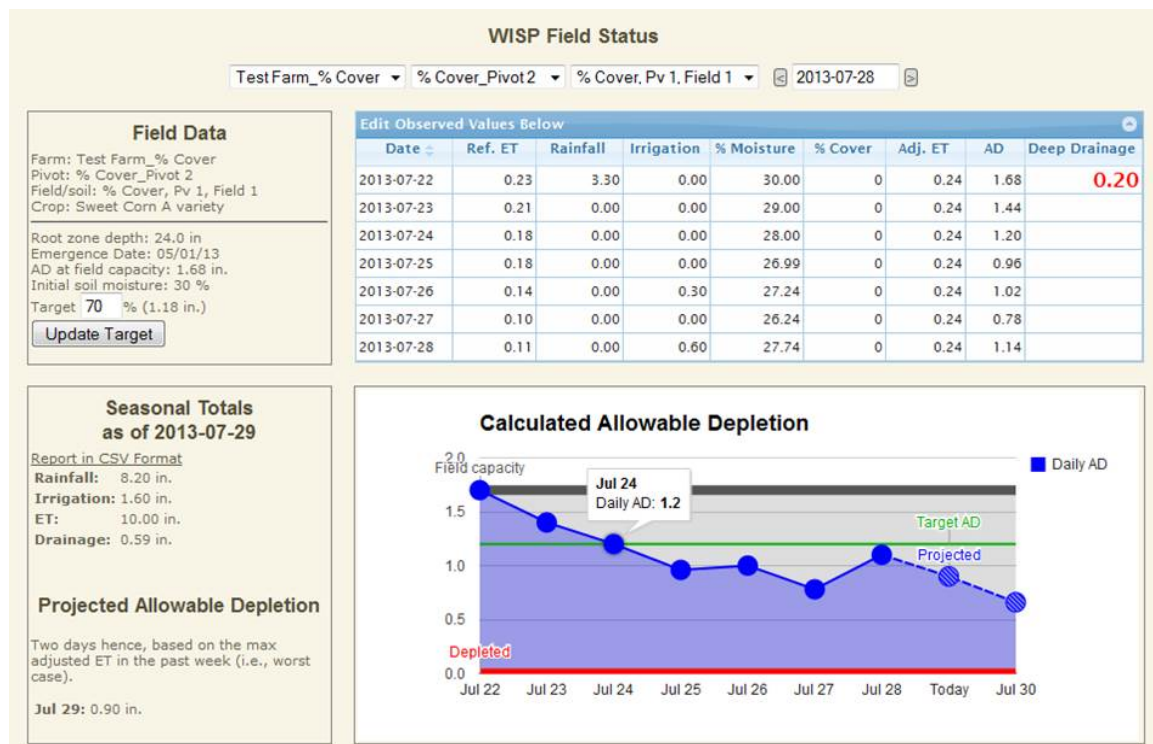 WISP Field Status
Test Farm_% Cover % Cover_Pivot 2 % Cover, Pv 1, Field 1 < 2013-07-28 >
Field Data
Farm: Test Farm_% Cover
Pivot: % Cover_Pivot 2
Field/soil: % Cover, Pv 1, Field 1
Crop: Sweet Corn A variety
Root zone depth: 24.0 in
Emergence Date: 05/01/13
AD at field capacity: 1.68 in.
Initial soil moisture: 30 %
Target 70 % (1.18 in.)
Update Target
Edit Observed Values Below
Date Ref. ET Rainfall Irrigation % Moisture % Cover Adj. ET AD Deep Drainage
2013-07-22 0.23 3.30 0.00 30.00 0 0.24 1.68 0.20
2013-07-23 0.21 0.00 0.00 29.00 0 0.24 1.44
2013-07-24 0.18 0.00 0.00 28.00 0 0.24 1.20
2013-07-25 0.18 0.00 0.00 26.99 0 0.24 0.96
2013-07-26 0.14 0.00 0.30 27.24 0 0.24 1.02
2013-07-27 0.10 0.00 0.00 26.24 0 0.24 0.78
2013-07-28 0.11 0.00 0.60 27.74 0 0.24 1.14
Seasonal Totals
as of 2013-07-29
Report in CSV Format
Rainfall: 8.20 in.
Irrigation: 1.60 in.
ET: 10.00 in.
Drainage: 0.59 in.
Projected Allowable Depletion
Two days hence, based on the max
adjusted ET in the past week (i.e., worst
case).
Jul 29: 0.90 in.
Calculated Allowable Depletion
2.0
Field capacity
Jul 24
Daily AD: 1.2
Daily AD
1.5
Target AD
1.0
Projected
0.5
Depleted
0.0
Jul 22 Jul 23 Jul 24 Jul 25 Jul 26 Jul 27 Jul 28 Today Jul 30